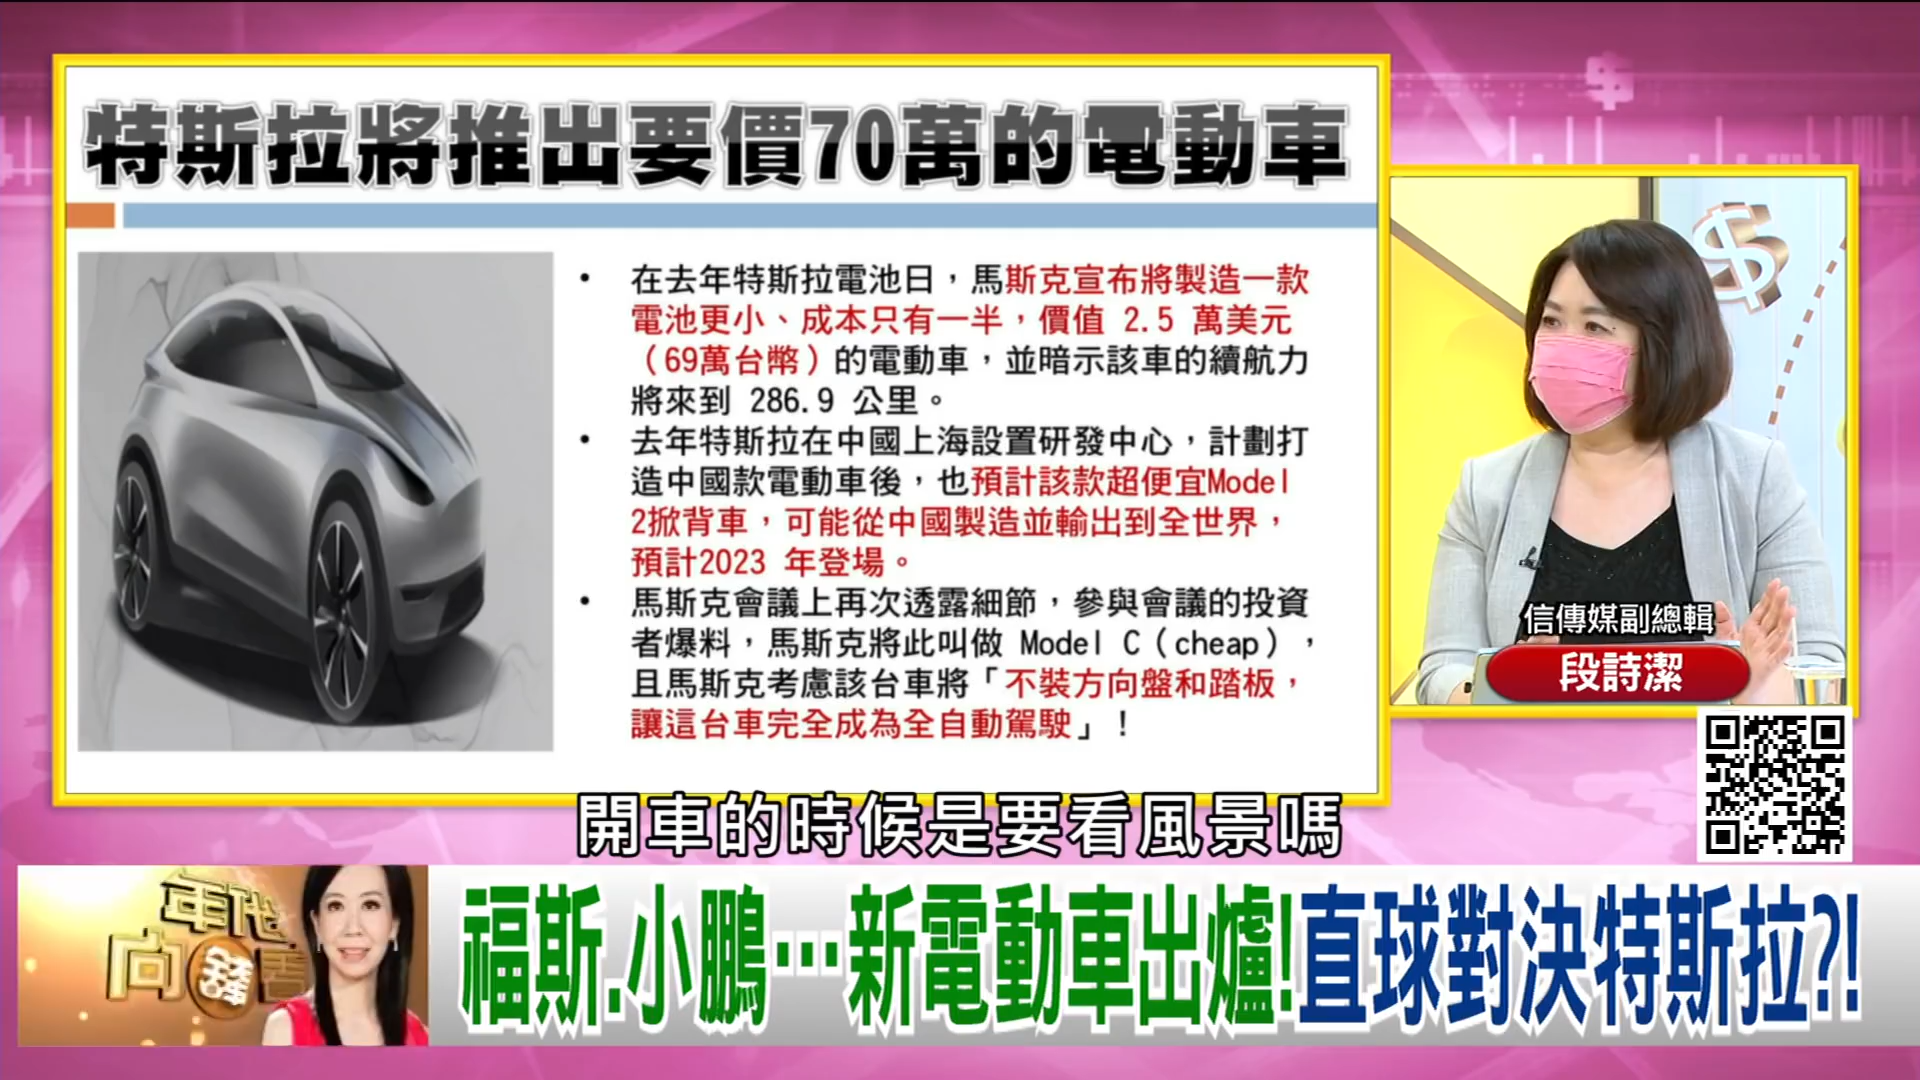 特斯拉將推出要價70萬的電動車
• 在去年特斯拉電池日，馬斯克宣布將製造一款
電池更小、成本只有一半，價值 2.5 萬美元
（69萬台幣）的電動車，並暗示該車的續航力
將來到 286.9 公里。
• 去年特斯拉在中國上海設置研發中心，計劃打
造中國款電動車後，也預計該款超便宜Model
2掀背車，可能從中國製造並輸出到全世界，
預計2023 年登場。
• 馬斯克會議上再次透露細節，參與會議的投資
者爆料，馬斯克將此叫做 Model C（cheap），
且馬斯克考慮該台車將「不裝方向盤和踏板，
讓這台車完全成為全自動駕駛」！
信傳媒副總輯
段詩潔
開車的時候是要看風景嗎
年代
向錢看
福斯.小鵬…新電動車出爐!直球對決特斯拉?!